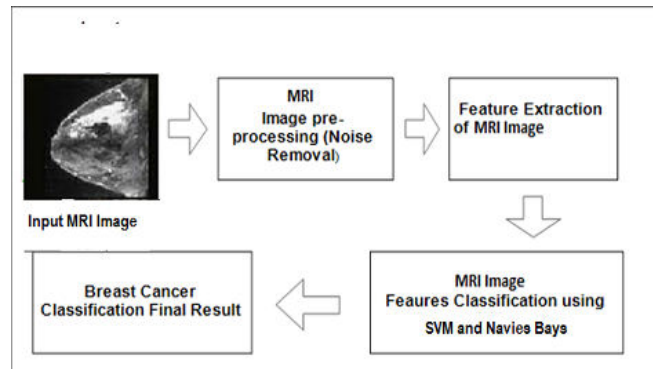 MRI
Image pre-
processing (Noise
Removal)
Feature Extraction
of MRI Image
Input MRI Image
MRI Image
Feaures Classification using
SVM and Navies Bays
Breast Cancer
Classification Final Result